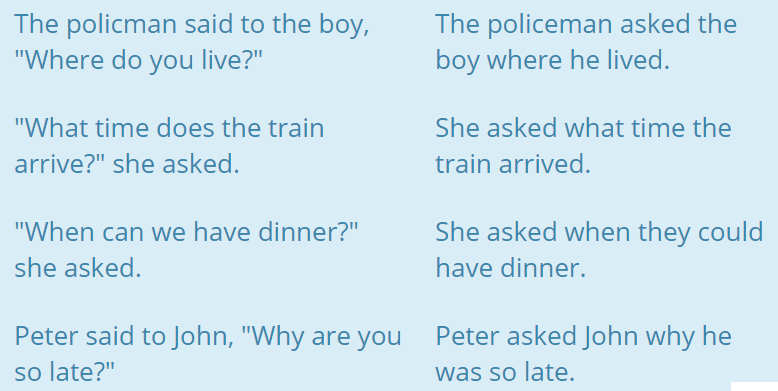 The policman said to the boy,
"Where do you live?"
The policeman asked the
boy where he lived.
"What time does the train
arrive?" she asked.
She asked what time the
train arrived.
"When can we have dinner?"
she asked.
She asked when they could
have dinner.
Peter said to John, "Why are you
so late?"
Peter asked John why he
was so late.